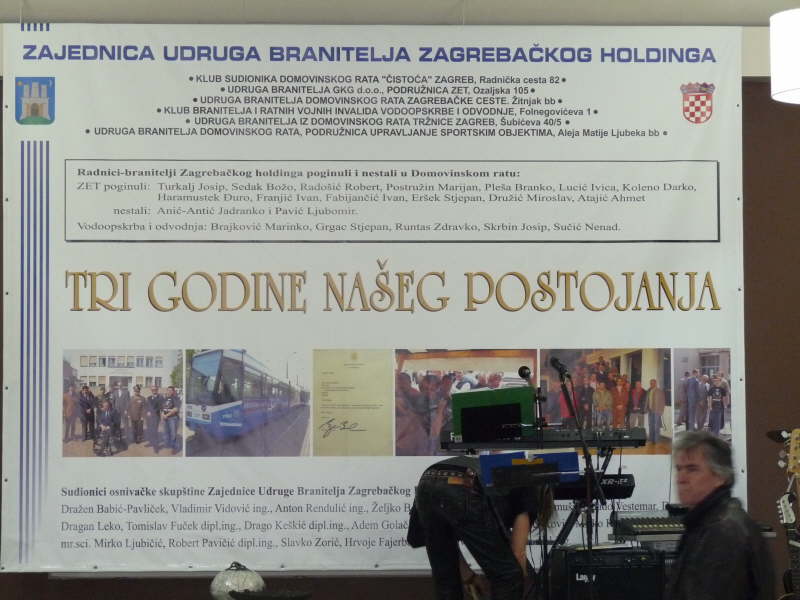 ZAJEDNICA UDRUGA BRANITELJA ZAGREBAČKOG HOLDINGA
• KLUB SUDIONIKA DOMOVINSKOG RATA "ČISTOĆA" ZAGREB, Radnička cesta 82 •
• UDRUGA BRANITELJA GKG d.o.o., PODRUŽNICA ZET, Ozaljska 105 •
• UDRUGA BRANITELJA DOMOVINSKOG RATA ZAGREBAČKE CESTE. Žitnjak bb •
• KLUB BRANITELJA I RATNIH VOJNIH INVALIDA VODOOPSKRBE I ODVODNJE, Folnegovićeva 1 •
• UDRUGA BRANITELJA IZ DOMOVINSKOG RATA TRŽNICE ZAGREB, Šubićeva 40/5 •
• UDRUGA BRANITELJA DOMOVINSKOG RATA, PODRUŽNICA UPRAVLJANJE SPORTSKIM OBJEKTIMA, Aleja Matije Ljubeka bb •
Radnici-branitelji Zagrebačkog holdinga poginuli i nestali u Domovinskom ratu:
ZET poginuli: Turkalj Josip, Sedak Božo, Radošić Robert, Postružin Marijan, Pleša Branko, Lucić Ivica, Koleno Darko,
Haramustek Đuro, Franjić Ivan, Fabijančić Ivan, Eršek Stjepan, Družić Miroslav, Atajić Ahmet
nestali: Anić-Antić Jadranko i Pavić Ljubomir.
Vodoopskrba i odvodnja: Brajković Marinko, Grgac Stjepan, Runtas Zdravko, Skrbin Josip, Sučić Nenad.
TRI GODINE NAŠEG POSTOJANJA
Sudionici osnivačke skupštine Zajednice Udruge Branitelja Zagrebačkog
Dražen Babić-Pavliček, Vladimir Vidović ing., Anton Rendulić ing., Željko Vestemar,
Dragan Leko, Tomislav Fuček dipl,ing., Drago Keškić dipl.ing., Adem
mr.sci. Mirko Ljubičić, Robert Pavičić dipl.ing., Slavko Zorić, Hrvoje
XR-